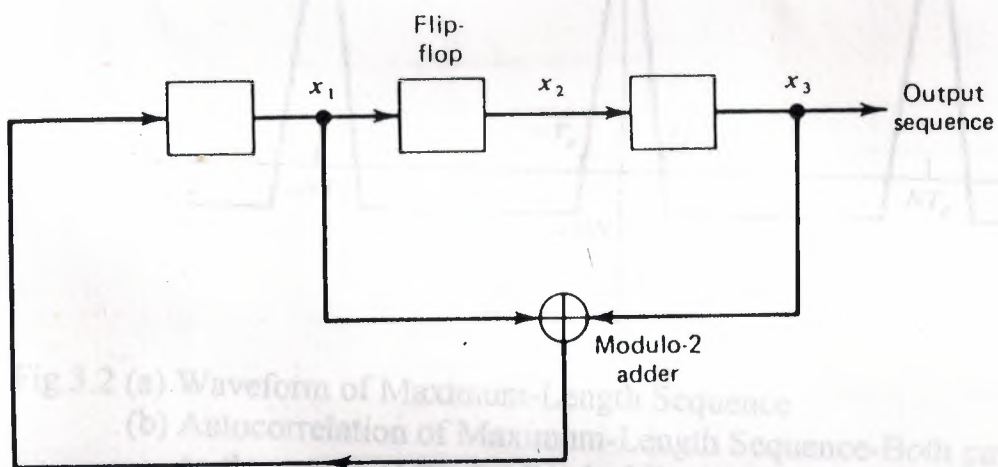 Flip-
flop
x1
x2
x3
Output
sequence
Modulo-2
adder
Fig 3.2 (a) Waveform of Maximum-Length Sequence
(b) Autocorrelation of Maximum-Length Sequence-Both